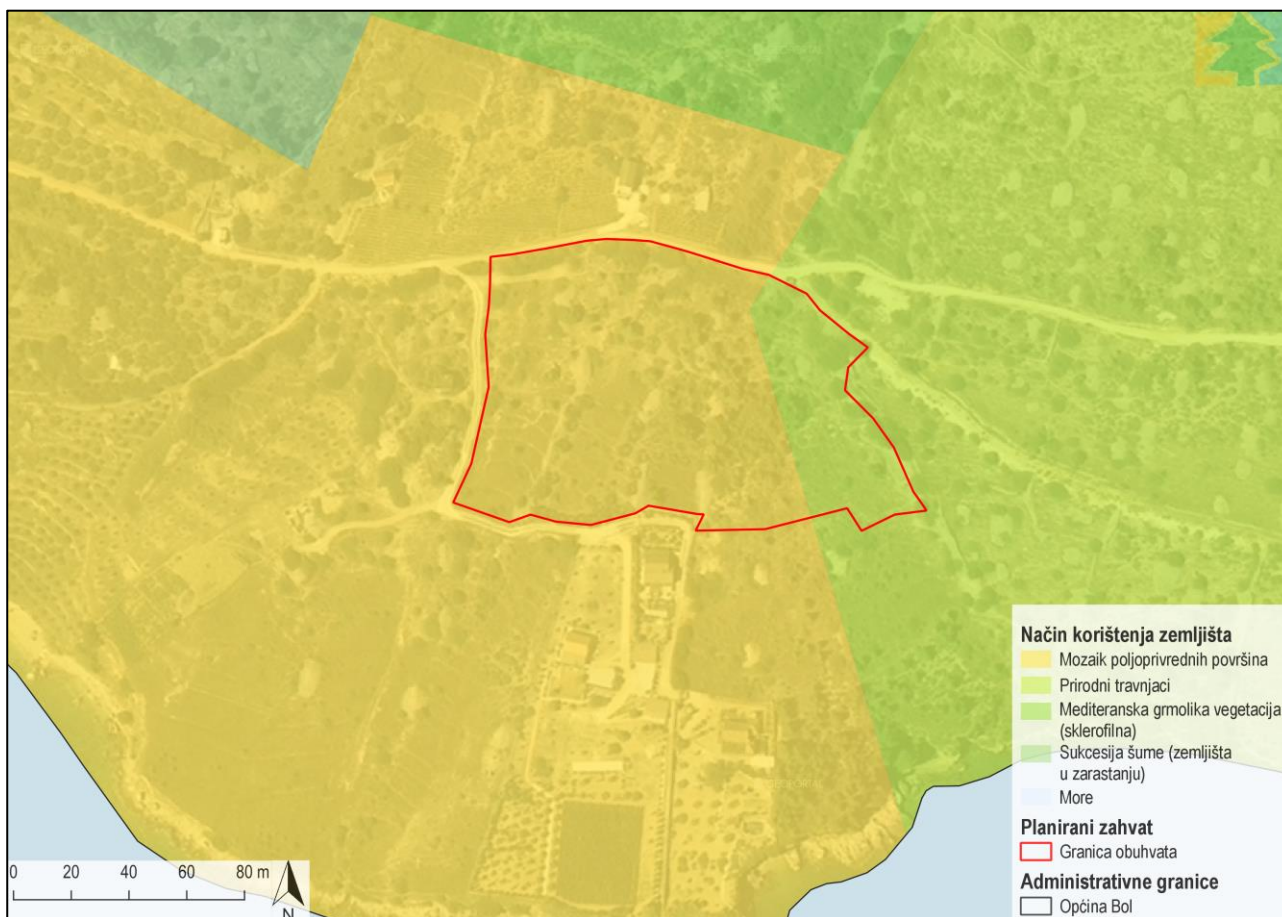 Način korištenja zemljišta
Mozaik poljoprivrednih površina
Prirodni travnjaci
Mediteranska grmolika vegetacija
(sklerofilna)
Sukcesija šume (zemljišta
u zarastanju)
More
Planirani zahvat
Granica obuhvata
Administrativne granice
Općina Bol
0 20 40 60 80 m
N